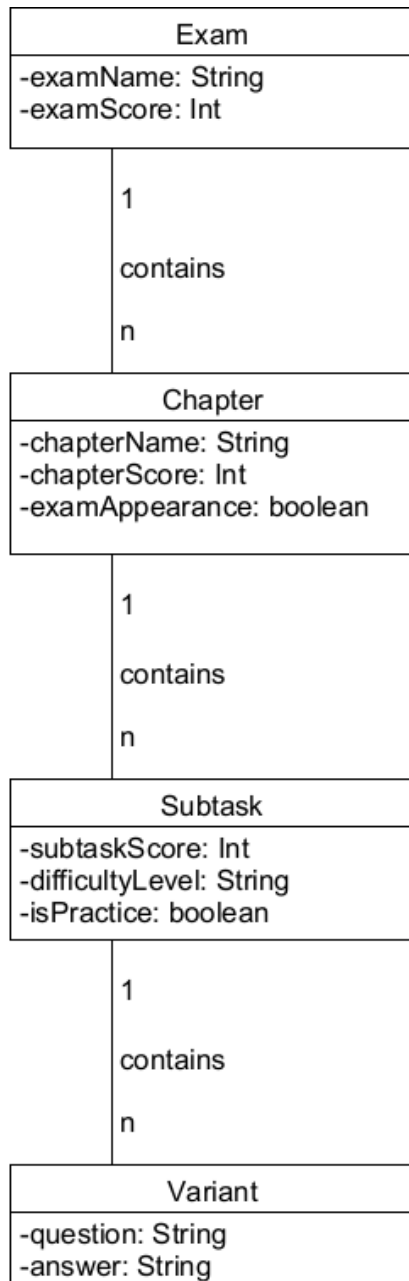 Exam
-examName: String
-examScore: Int
1
contains
n
Chapter
-chapterName: String
-chapterScore: Int
-examAppearance: boolean
1
contains
n
Subtask
-subtaskScore: Int
-difficultyLevel: String
-isPractice: boolean
1
contains
n
Variant
-question: String
-answer: String